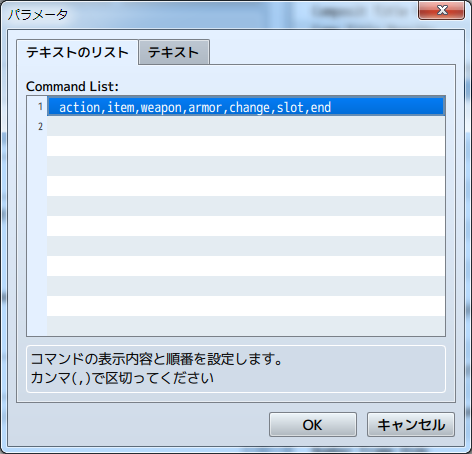 パラメータ
テキストのリスト
テキスト
Command List:
1 action,item,weapon,armor,change,slot,end
2
コマンドの表示内容と順番を設定します。
カンマ(,)で区切ってください
OK
キャンセル